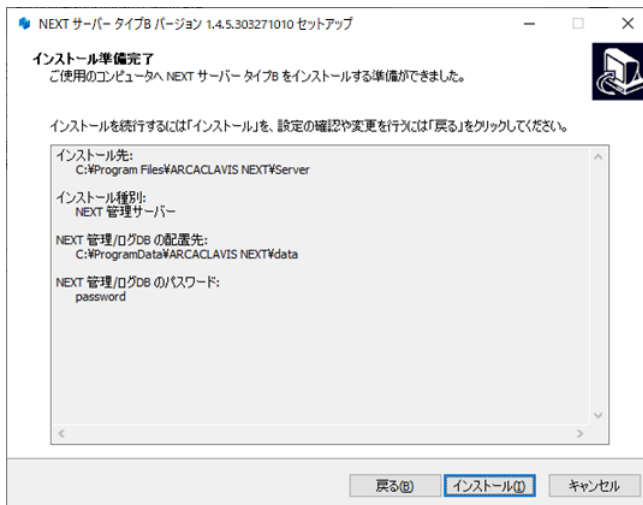 NEXT サーバー タイプB バージョン 1.4.5.303271010 セットアップ
インストール準備完了
ご使用のコンピュータへ NEXT サーバー タイプB をインストールする準備ができました。
インストールを続行するには「インストール」を、設定の確認や変更を行うには「戻る」をクリックしてください。
インストール先:
C:¥Program Files¥ARCACLAVIS NEXT¥Server
インストール種別:
NEXT 管理サーバー
NEXT 管理/ログDB の配置先:
C:¥ProgramData¥ARCACLAVIS NEXT¥data
NEXT 管理/ログDB のパスワード:
password
戻る(B) インストール(I) キャンセル